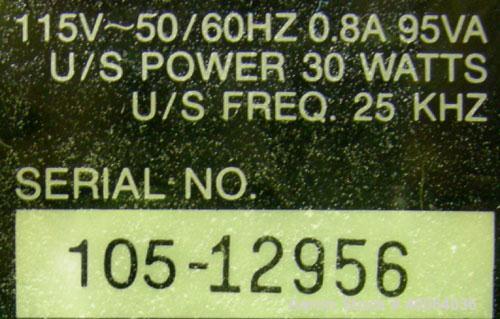 115V~50/60HZ 0.8A 95VA
U/S POWER 30 WATTS
U/S FREQ. 25 KHZ
SERIAL NO.
105-12956